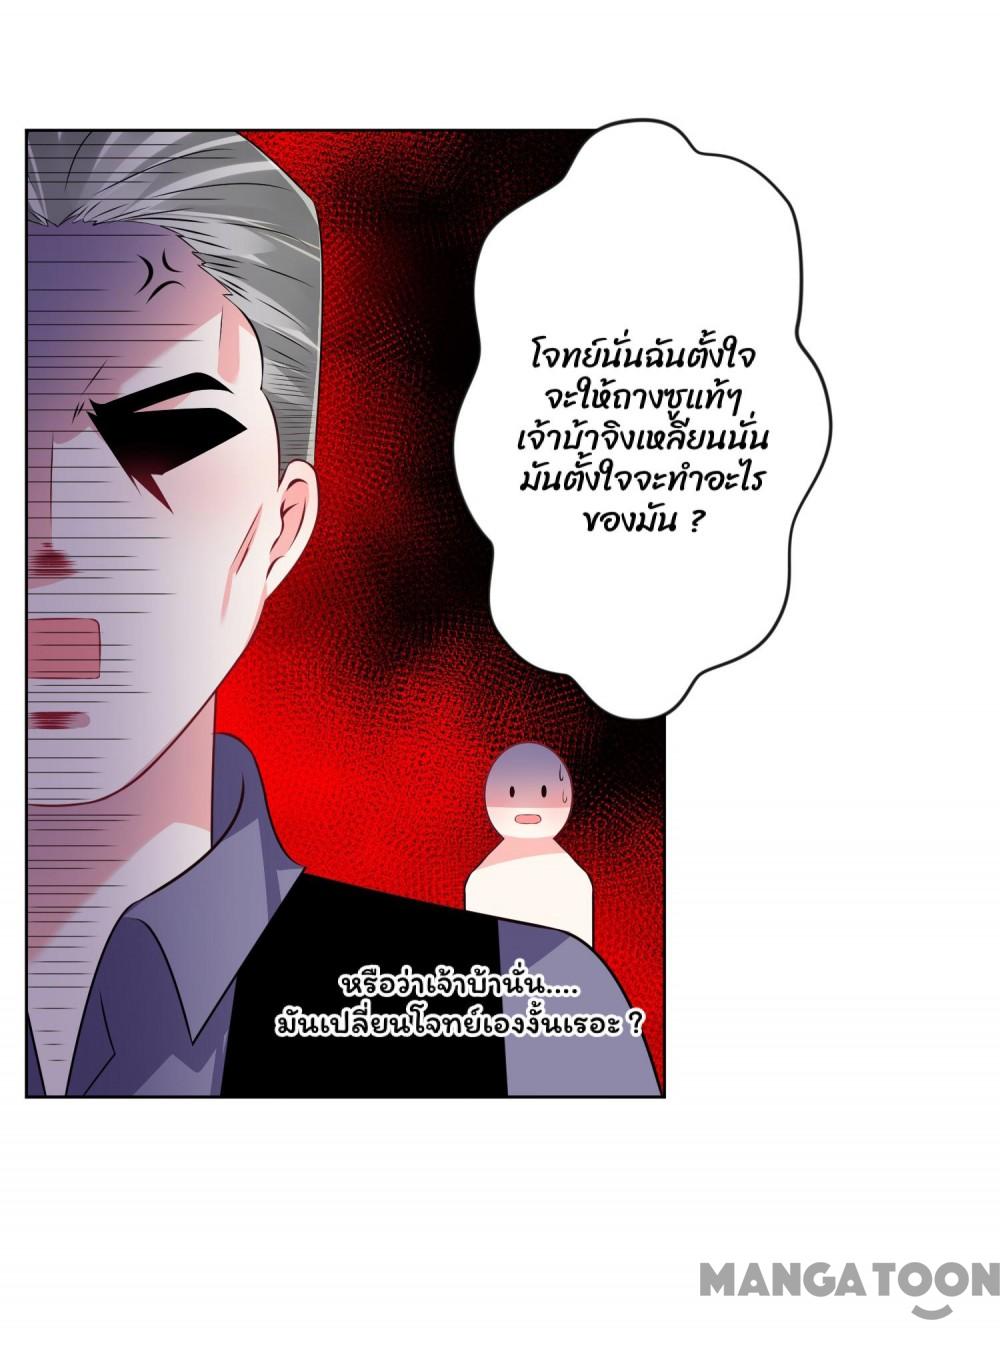 โจทย์นั่นฉันตั้งใจ
จะให้ถางซูแท้ๆ
เจ้าบ้าจิงเหลียนนั่น
มันตั้งใจจะทำอะไร
ของมัน ?
หรือว่าเจ้าบ้านั่น....
มันเปลี่ยนโจทย์เองงั้นเรอะ ?
MANGATOON